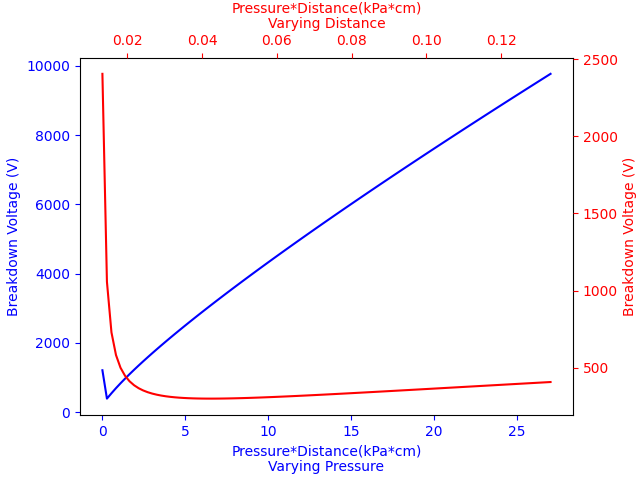 Pressure*Distance(kPa*cm)
Varying Distance
0.02 0.04 0.06 0.08 0.10 0.12
10000
8000
6000
4000
2000
0
Breakdown Voltage (V)
2500
2000
1500
1000
500
Breakdown Voltage (V)
0 5 10 15 20 25
Pressure*Distance(kPa*cm)
Varying Pressure